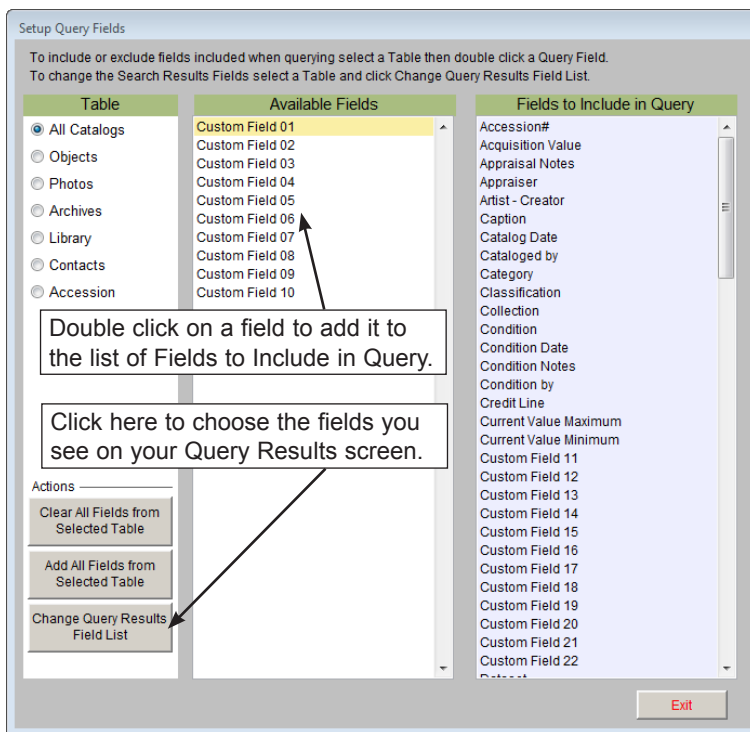 Setup Query Fields
To include or exclude fields included when querying select a Table then double click a Query Field.
To change the Search Results Fields select a Table and click Change Query Results Field List.
Table
All Catalogs
Objects
Photos
Archives
Library
Contacts
Accession
Available Fields
Custom Field 01
Custom Field 02
Custom Field 03
Custom Field 04
Custom Field 05
Custom Field 06
Custom Field 07
Custom Field 08
Custom Field 09
Custom Field 10
Double click on a field to add it to
the list of Fields to Include in Query.
Click here to choose the fields you
see on your Query Results screen.
Actions
Clear All Fields from
Selected Table
Add All Fields from
Selected Table
Change Query Results
Field List
Fields to Include in Query
Accession#
Acquisition Value
Appraisal Notes
Appraiser
Artist - Creator
Caption
Catalog Date
Cataloged by
Category
Classification
Collection
Condition
Condition Date
Condition Notes
Condition by
Credit Line
Current Value Maximum
Current Value Minimum
Custom Field 11
Custom Field 12
Custom Field 13
Custom Field 14
Custom Field 15
Custom Field 16
Custom Field 17
Custom Field 18
Custom Field 19
Custom Field 20
Custom Field 21
Custom Field 22
Exit